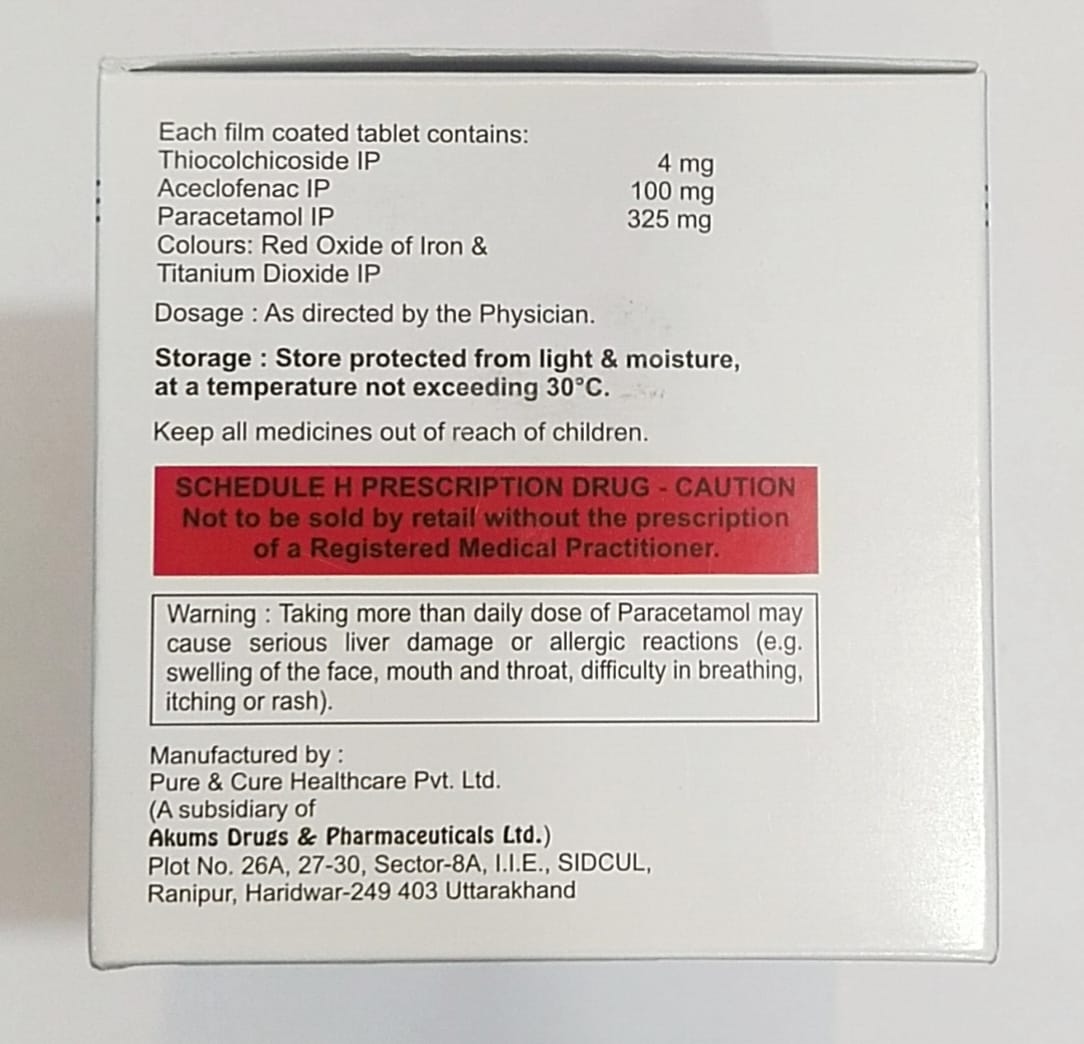 Each film coated tablet contains:
Thiocolchicoside IP 4 mg
Aceclofenac IP 100 mg
Paracetamol IP 325 mg
Colours: Red Oxide of Iron &
Titanium Dioxide IP
Dosage : As directed by the Physician.
Storage : Store protected from light & moisture,
at a temperature not exceeding 30°C.
Keep all medicines out of reach of children.
SCHEDULE H PRESCRIPTION DRUG - CAUTION
Not to be sold by retail without the prescription
of a Registered Medical Practitioner.
Warning : Taking more than daily dose of Paracetamol may
cause serious liver damage or allergic reactions (e.g.
swelling of the face, mouth and throat, difficulty in breathing,
itching or rash).
Manufactured by :
Pure & Cure Healthcare Pvt. Ltd.
(A subsidiary of
Akums Drugs & Pharmaceuticals Ltd.)
Plot No. 26A, 27-30, Sector-8A, I.I.E., SIDCUL,
Ranipur, Haridwar-249 403 Uttarakhand